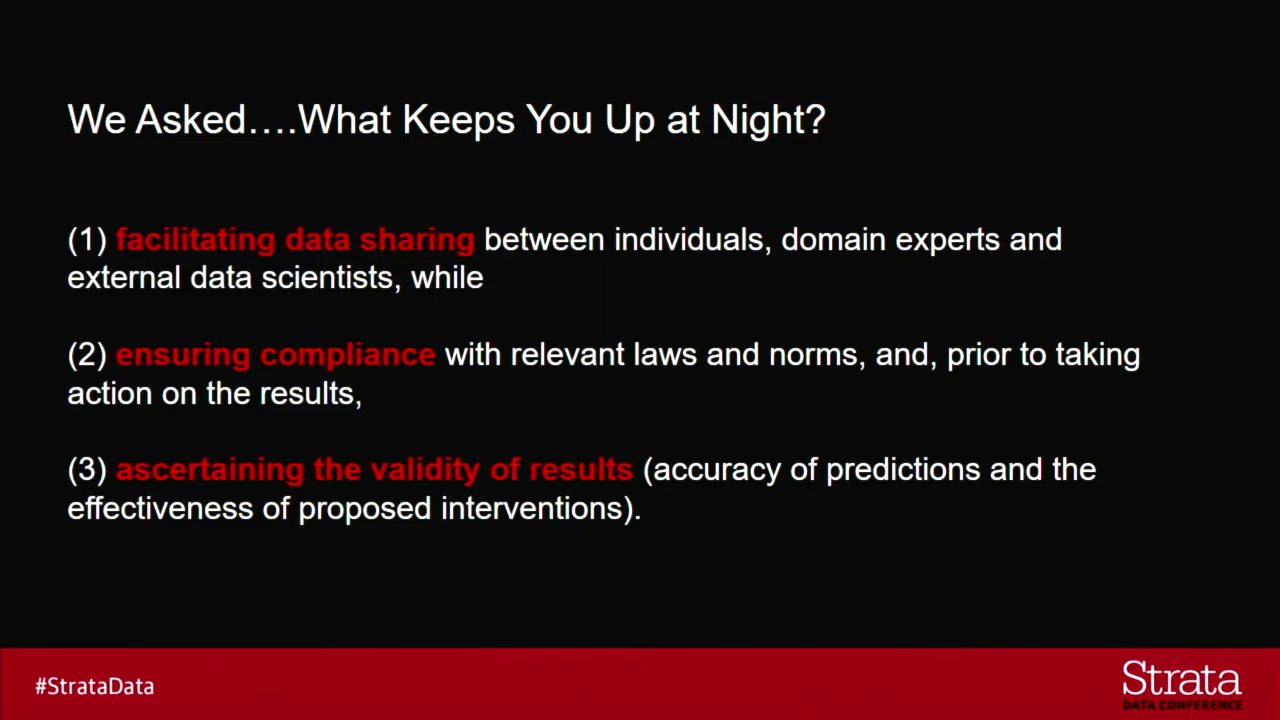 We Asked….What Keeps You Up at Night?
(1) facilitating data sharing between individuals, domain experts and
external data scientists, while
(2) ensuring compliance with relevant laws and norms, and, prior to taking
action on the results,
(3) ascertaining the validity of results (accuracy of predictions and the
effectiveness of proposed interventions).
#StrataData
Strata
DATA CONFERENCE